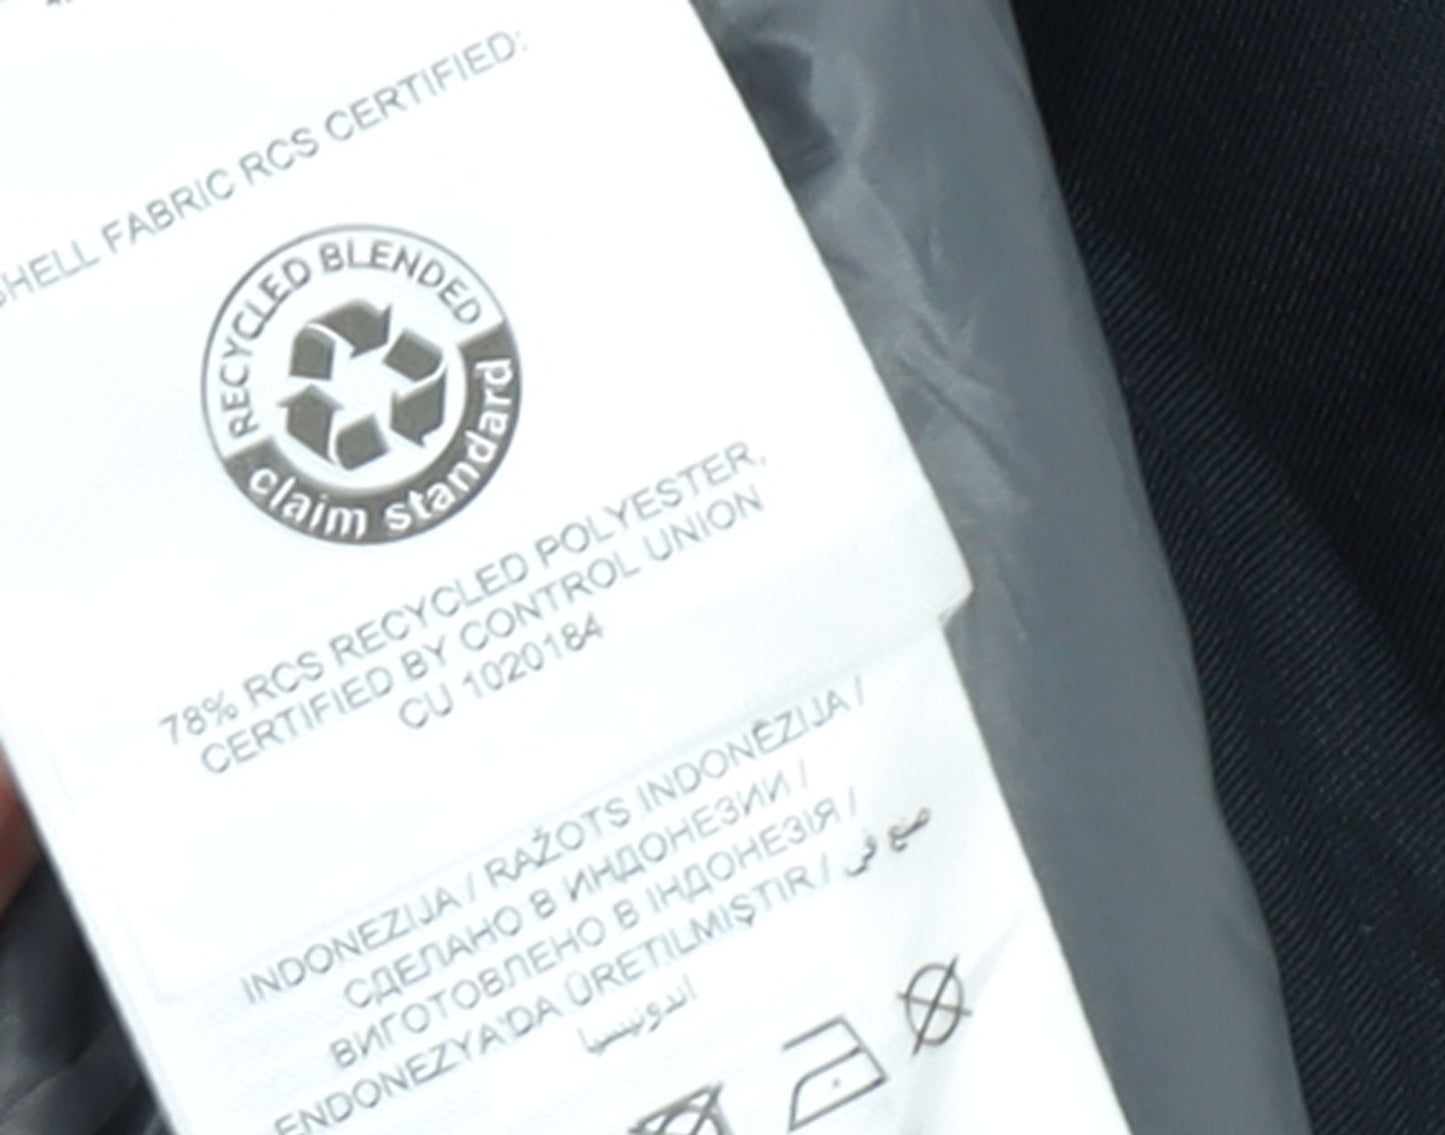 SHELL FABRIC RCS CERTIFIED:
RECYCLED BLENDED
claim standard
78% RCS RECYCLED POLYESTER,
CERTIFIED BY CONTROL UNION
CU 1020184
INDONEZIJA / RAŽOTS INDONĒZIJA /
СДЕЛАНО В ИНДОНЕЗИИ /
ВИГОТОВЛЕНО В ІНДОНЕЗІЯ /
ENDONEZYA'DA ÜRETILMIŞTIR / صنع في
اندونيسيا